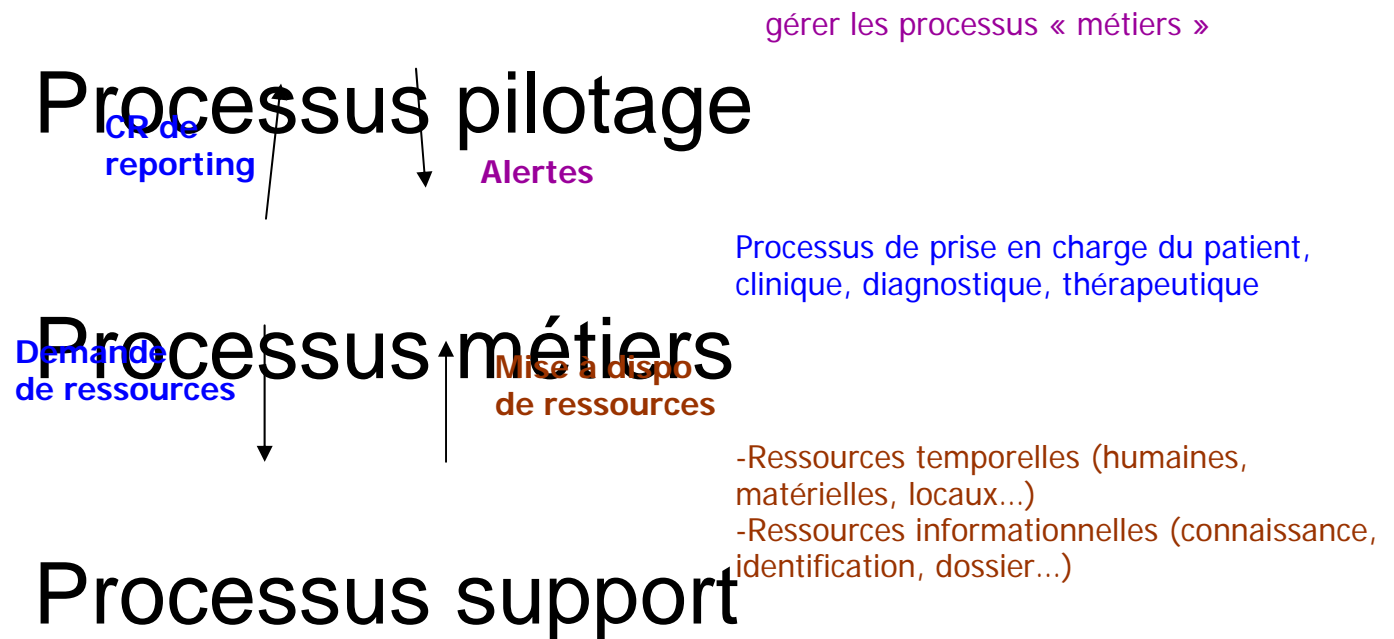 gérer les processus « métiers »
Processus pilotage
CR de
reporting
Alertes
Processus de prise en charge du patient,
clinique, diagnostique, thérapeutique
Processus métiers
Demande
de ressources
Mise à dispo
de ressources
-Ressources temporelles (humaines,
matérielles, locaux...)
-Ressources informationnelles (connaissance,
identification, dossier...)
Processus support